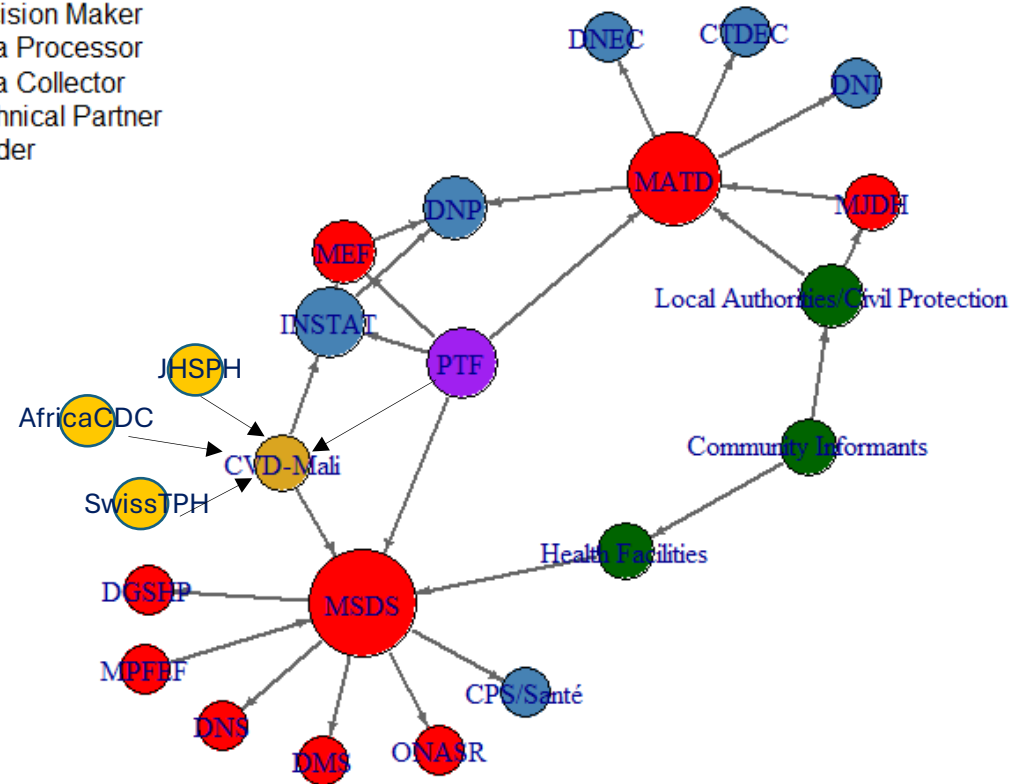 ision Maker
a Processor
a Collector
hnical Partner
der
DNEC
CTDEC
DNI
MATD
MJDH
DNP
MEF
Local Authorities/Civil Protection
INSTAT
PTF
JHSPH
AfricaCDC
Community Informants
CVD-Mali
SwissTPH
Health Facilities
DGSHP
MSDS
MPFEF
CPS/Santé
DNS
ONASR
DMS